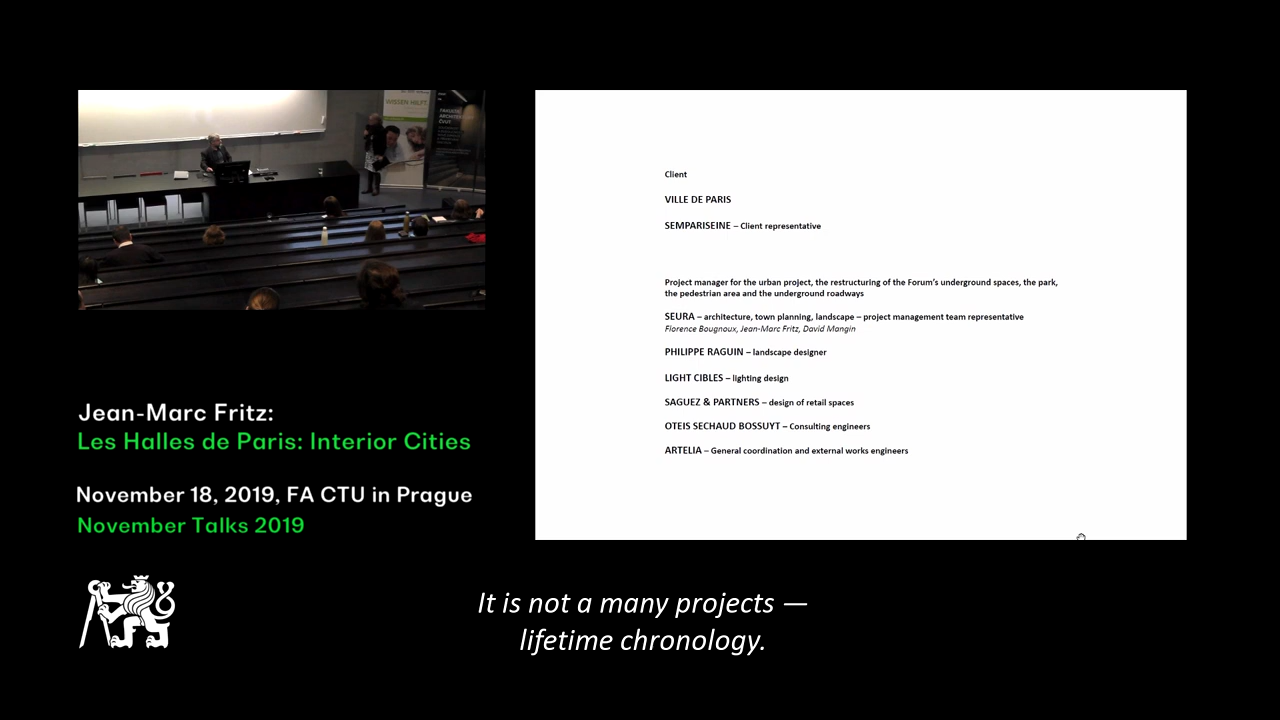 WISSEN HILFT.
FAKULTA
ARCHITEKTURY
ČVUT
Client
VILLE DE PARIS
SEMPARISEINE – Client representative
Project manager for the urban project, the restructuring of the Forum's underground spaces, the park,
the pedestrian area and the underground roadways
SEURA – architecture, town planning, landscape – project management team representative
Florence Bougnoux, Jean-Marc Fritz, David Mangin
PHILIPPE RAGUIN – landscape designer
LIGHT CIBLES – lighting design
SAGUEZ & PARTNERS – design of retail spaces
OTEIS SECHAUD BOSSUYT – Consulting engineers
ARTELIA – General coordination and external works engineers
Jean-Marc Fritz:
Les Halles de Paris: Interior Cities
November 18, 2019, FA CTU in Prague
November Talks 2019
It is not a many projects —
lifetime chronology.